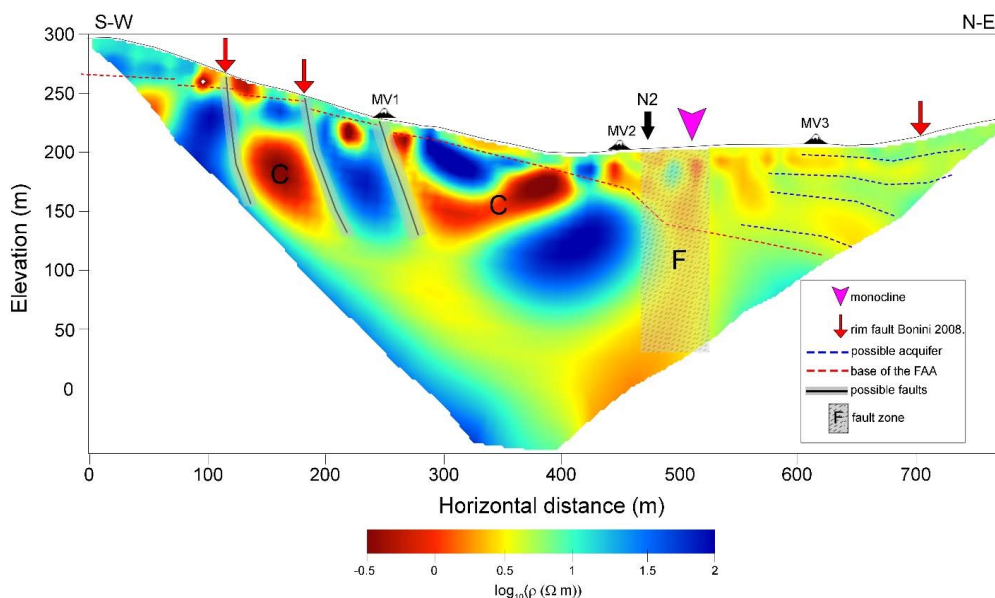 S-W
N-E
300
250
200
150
100
50
0
Elevation (m)
MV1
N2
MV2
MV3
C
C
F
monocline
rim fault Bonini 2008.
possible acquifer
base of the FAA
possible faults
F fault zone
0 100 200 300 400 500 600 700
Horizontal distance (m)
-0.5 0 0.5 1 1.5 2
log₁₀(ρ (Ω m))